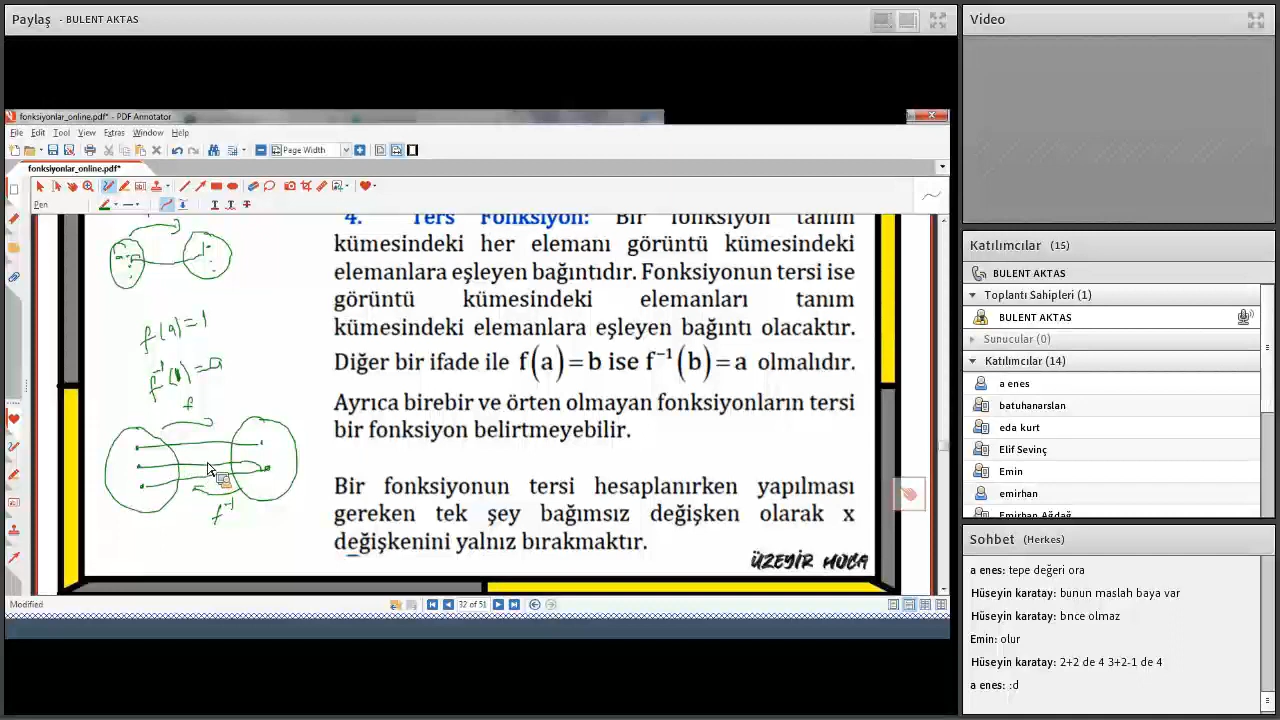 Paylaş - BULENT AKTAS
fonksiyonlar_online.pdf* - PDF Annotator
File Edit Tool View Extras Window Help
Page Width
fonksiyonlar_online.pdf*
Pen
4. Ters Fonksiyon: Bir fonksiyon tanım
kümesindeki her elemanı görüntü kümesindeki
elemanlara eşleyen bağıntıdır. Fonksiyonun tersi ise
görüntü kümesindeki elemanları tanım
kümesindeki elemanlara eşleyen bağıntı olacaktır.
Diğer bir ifade ile f(a)=b ise f⁻¹(b)=a olmalıdır.
Ayrıca birebir ve örten olmayan fonksiyonların tersi
bir fonksiyon belirtmeyebilir.
Bir fonksiyonun tersi hesaplanırken yapılması
gereken tek şey bağımsız değişken olarak x
değişkenini yalnız bırakmaktır.
ÜZEYİR HOCA
f(a)=1
f⁻¹(1)=a
f
f⁻¹
Modified
32 of 51
Video
Katılımcılar (15)
BULENT AKTAS
Toplantı Sahipleri (1)
BULENT AKTAS
Sunucular (0)
Katılımcılar (14)
a enes
batuhanarslan
eda kurt
Elif Sevinç
Emin
emirhan
Emirhan Ağdağ
Sohbet (Herkes)
a enes: tepe değeri ora
Hüseyin karatay: bunun maslah baya var
Hüseyin karatay: bnce olmaz
Emin: olur
Hüseyin karatay: 2+2 de 4 3+2-1 de 4
a enes: :d